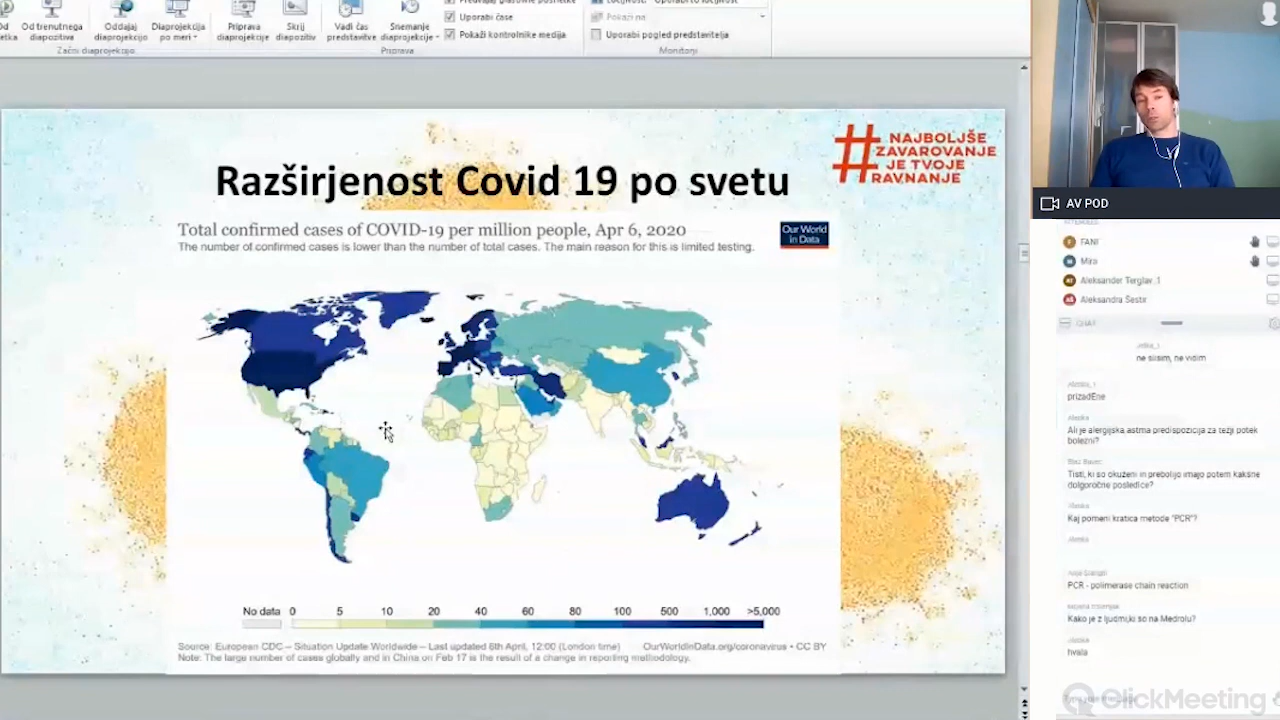 Od trenutnega
diapozitiva
Oddajaj
diaprojekcijo
Diaprojekcija
po meri
Začni diaprojekcijo
Priprava
diaprojekcije
Skrij
diapozitiv
Vadi čas
predstavitve
Snemanje
diaprojekcije
Priprava
Uporabi čase
Pokaži kontrolnike medija
Pokaži na
Uporabi pogled predstavitelja
Monitorji
Razširjenost Covid 19 po svetu
# NAJBOLJŠE
ZAVAROVANJE
JE TVOJE
RAVNANJE
Total confirmed cases of COVID-19 per million people, Apr 6, 2020
The number of confirmed cases is lower than the number of total cases. The main reason for this is limited testing.
Our World
in Data
No data 0 5 10 20 40 60 80 100 500 1,000 >5,000
Source: European CDC – Situation Update Worldwide – Last updated 6th April, 12:00 (London time) OurWorldInData.org/coronavirus • CC BY
Note: The large number of cases globally and in China on Feb 17 is the result of a change in reporting methodology.
AV POD
FANI
Mira
Aleksander Terglav .1
Aleksandra Šestir
CHAT
ne slisim, ne vidim
prizadEne
Ali je alergijska astma predispozicija za težji potek
bolezni?
Tisti, ki so okuženi in prebolijo imajo potem kakšne
dolgoročne posledice?
Kaj pomeni kratica metode "PCR"?
PCR - polimerase chain reaction
Kako je z ljudmi,ki so na Medrolu?
hvala
ClickMeeting